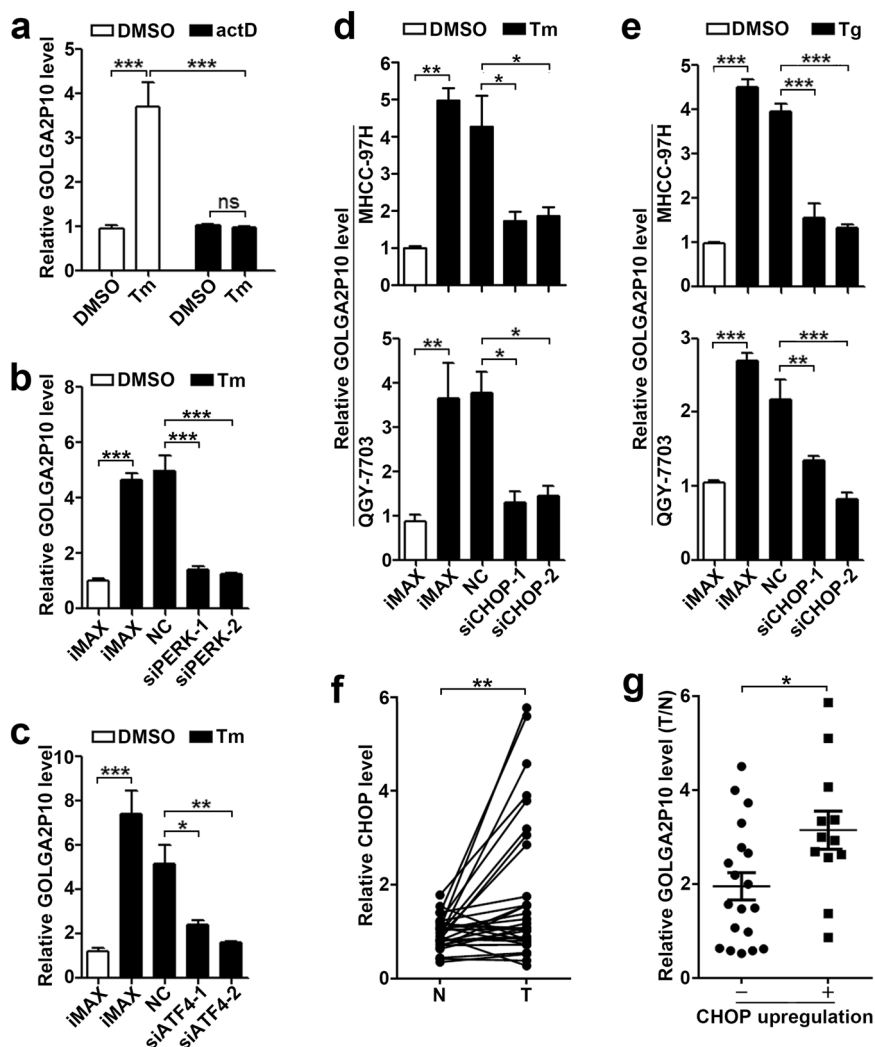 a
DMSO actD
Relative GOLGA2P10 level
5
4
3
2
1
0
***
***
ns
DMSO
Tm
DMSO
Tm
b
DMSO Tm
Relative GOLGA2P10 level
8
6
4
2
0
***
***
***
iMAX
iMAX
NC
siPERK-1
siPERK-2
c
DMSO Tm
Relative GOLGA2P10 level
10
8
6
4
2
0
***
**
*
iMAX
iMAX
NC
siATF4-1
siATF4-2
d
DMSO Tm
Relative GOLGA2P10 level
MHCC-97H
6
5
4
3
2
1
0
**
*
*
QGY-7703
5
4
3
2
1
0
**
*
*
iMAX
iMAX
NC
siCHOP-1
siCHOP-2
e
DMSO Tg
Relative GOLGA2P10 level
MHCC-97H
5
4
3
2
1
0
***
***
***
QGY-7703
3
2
1
0
***
***
**
iMAX
iMAX
NC
siCHOP-1
siCHOP-2
f
Relative CHOP level
6
4
2
0
**
N T
g
Relative GOLGA2P10 level (T/N)
6
4
2
0
*
− +
CHOP upregulation